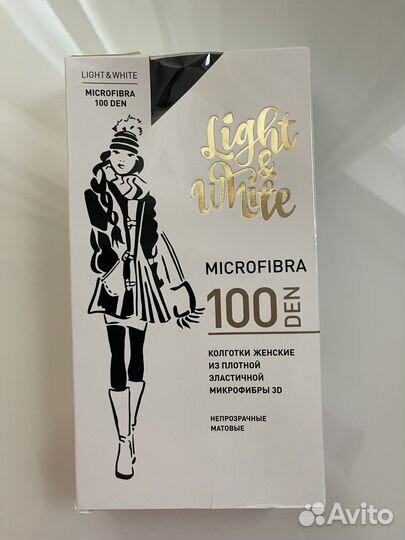 LIGHT & WHITE
MICROFIBRA
100 DEN
Light
&
White
MICROFIBRA
100 DEN
КОЛГОТКИ ЖЕНСКИЕ
ИЗ ПЛОТНОЙ
ЭЛАСТИЧНОЙ
МИКРОФИБРЫ 3D
НЕПРОЗРАЧНЫЕ
МАТОВЫЕ
Avito